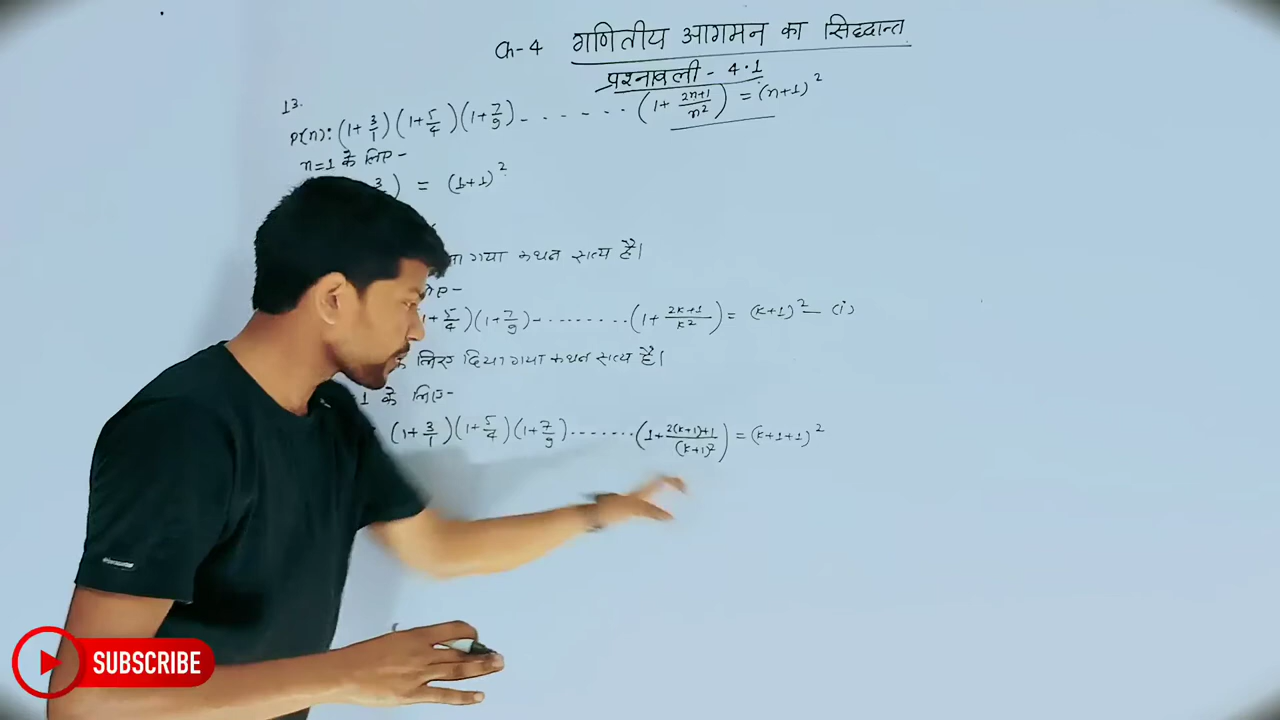 Ch-4 गणितीय आगमन का सिद्दान्त
प्रश्नावली - 4.1
13.
P(n): (1+3/1)(1+5/4)(1+7/9)-......(1+(2n+1)/n²) = (n+1)²
n=1 के लिए-
3) = (1+1)²
गया कथन सत्य है।
+5/4)(1+7/9)-........(1+(2k+1)/k²) = (k+1)² — (i)
के लिए दिया गया कथन सत्य है।
1 के लिए-
(1+3/1)(1+5/4)(1+7/9).......(1+(2(k+1)+1)/(k+1)²) = (k+1+1)²
SUBSCRIBE